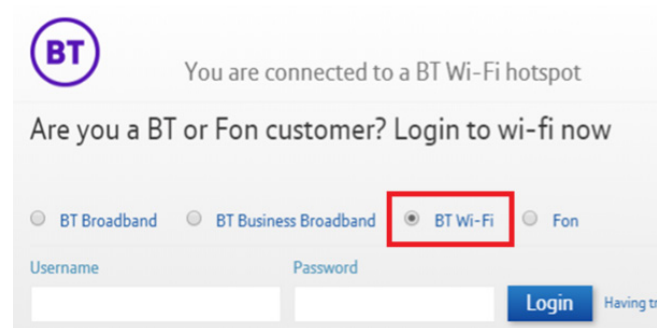 BT
You are connected to a BT Wi-Fi hotspot
Are you a BT or Fon customer? Login to wi-fi now
BT Broadband BT Business Broadband BT Wi-Fi Fon
Username Password
Login Having